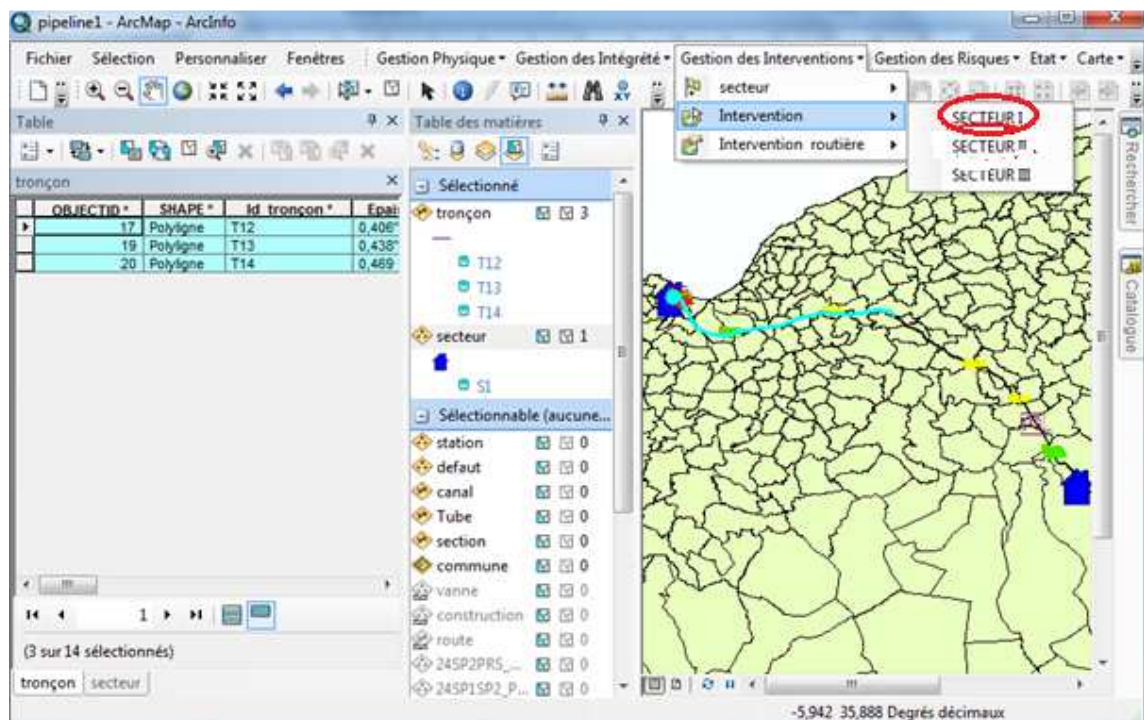 pipeline1 - ArcMap - ArcInfo
Fichier Sélection Personnaliser Fenêtres Gestion Physique Gestion des Intégrité Gestion des Interventions Gestion des Risques Etat Carte
secteur
Intervention
Intervention routière
SECTEUR I
SECTEUR II
SECTEUR III
Table
tronçon
OBJECTID * SHAPE * Id_tronçon * Epai
17 Polyligne T12 0,406"
19 Polyligne T13 0,438"
20 Polyligne T14 0,469
1
(3 sur 14 sélectionnés)
tronçon secteur
Table des matières
Sélectionné
tronçon 3
T12
T13
T14
secteur 1
S1
Sélectionnable (aucune...
station 0
defaut 0
canal 0
Tube 0
section 0
commune 0
vanne 0
construction 0
route 0
24SP2PRS_... 0
24SP1SP2_P... 0
Rechercher
Catalogue
-5,942 35,888 Degrés décimaux